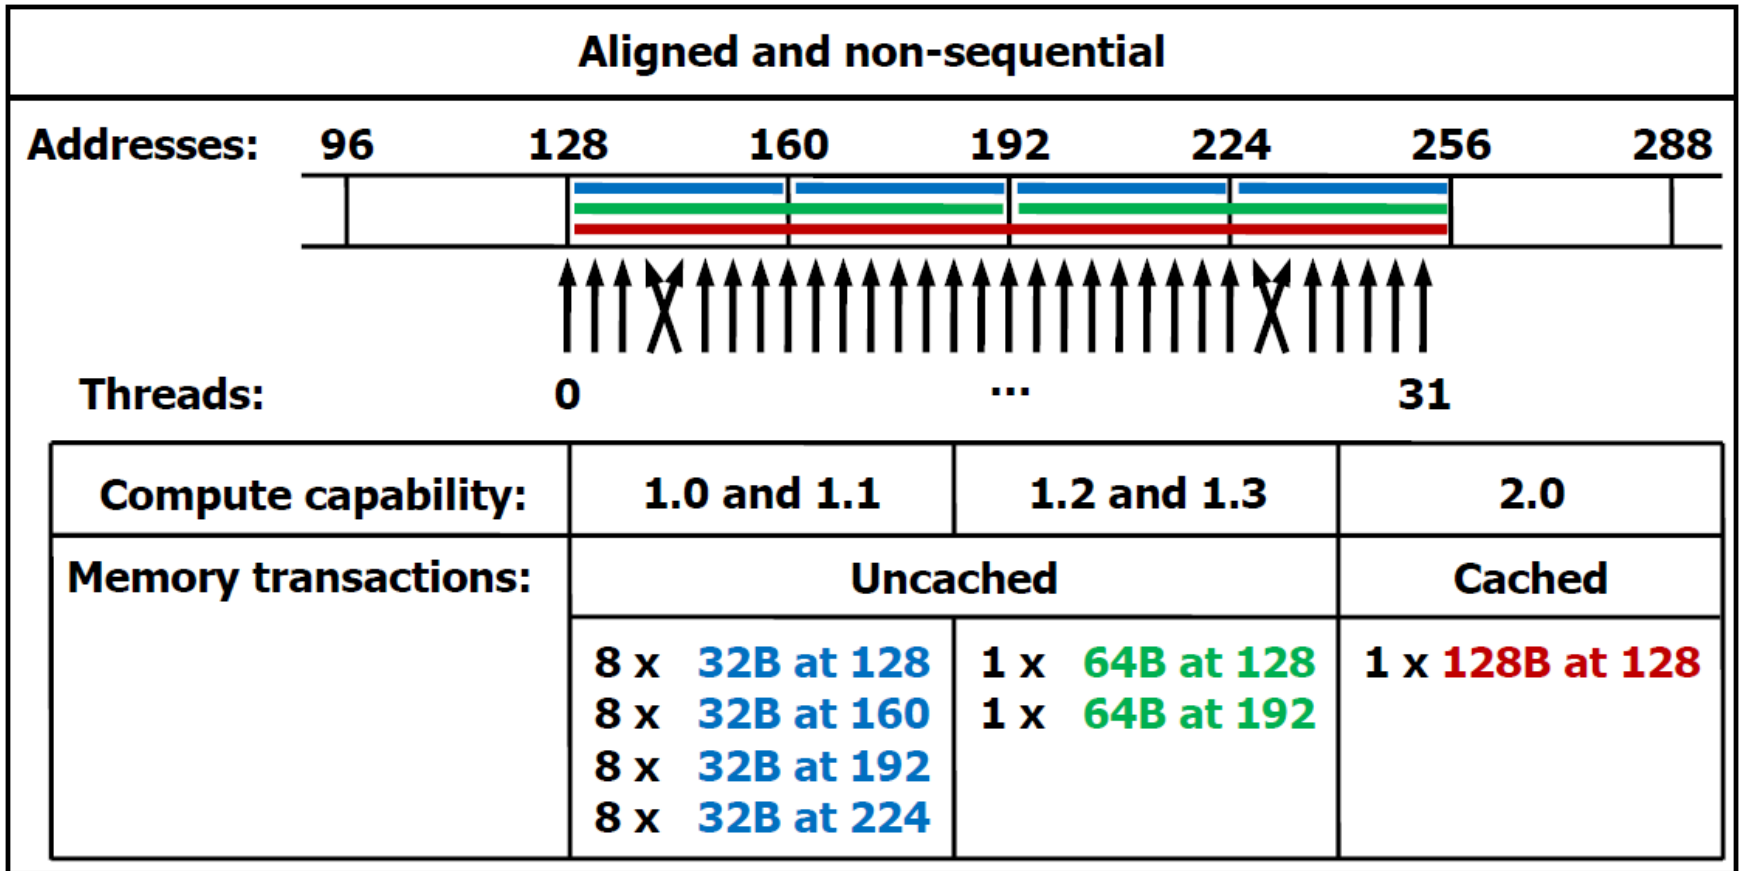 Aligned and non-sequential
Addresses: 96 128 160 192 224 256 288
Threads: 0 ... 31
Compute capability: 1.0 and 1.1 1.2 and 1.3 2.0
Memory transactions: Uncached Cached
8 x 32B at 128 1 x 64B at 128 1 x 128B at 128
8 x 32B at 160 1 x 64B at 192
8 x 32B at 192
8 x 32B at 224